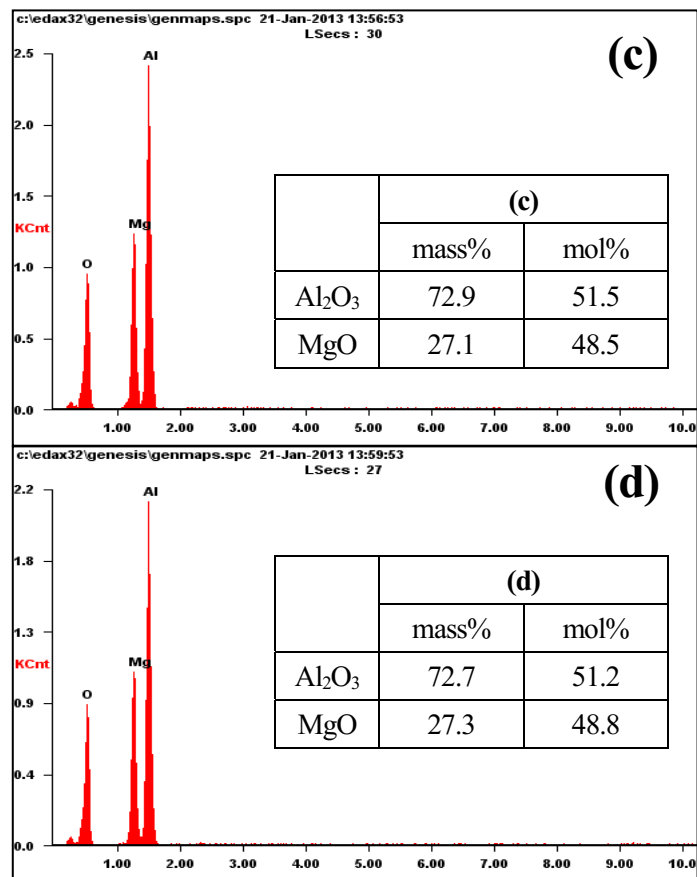 c:\edax32\genesis\genmaps.spc 21-Jan-2013 13:56:53
LSecs : 30
(c)
2.5
2.0
1.5
1.0
0.5
0.0
KCnt
O
Mg
Al
(c)
mass% mol%
Al₂O₃ 72.9 51.5
MgO 27.1 48.5
1.00 2.00 3.00 4.00 5.00 6.00 7.00 8.00 9.00 10.0
c:\edax32\genesis\genmaps.spc 21-Jan-2013 13:59:53
LSecs : 27
(d)
2.2
1.8
1.3
0.9
0.4
0.0
KCnt
O
Mg
Al
(d)
mass% mol%
Al₂O₃ 72.7 51.2
MgO 27.3 48.8
1.00 2.00 3.00 4.00 5.00 6.00 7.00 8.00 9.00 10.0